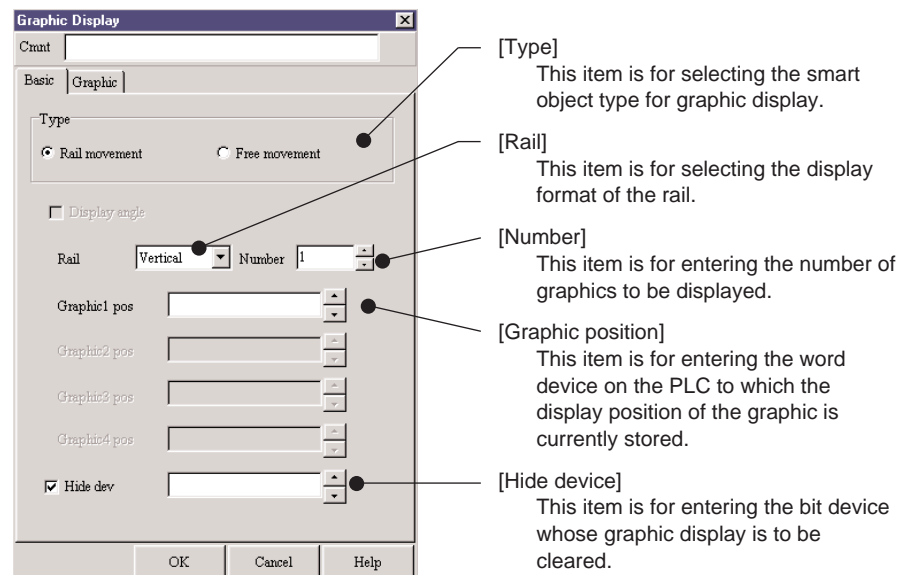 Graphic Display
Cmnt
Basic Graphic
Type
Rail movement Free movement
Display angle
Rail Vertical Number 1
Graphic1 pos
Graphic2 pos
Graphic3 pos
Graphic4 pos
Hide dev
OK Cancel Help
[Type]
This item is for selecting the smart
object type for graphic display.
[Rail]
This item is for selecting the display
format of the rail.
[Number]
This item is for entering the number of
graphics to be displayed.
[Graphic position]
This item is for entering the word
device on the PLC to which the
display position of the graphic is
currently stored.
[Hide device]
This item is for entering the bit device
whose graphic display is to be
cleared.